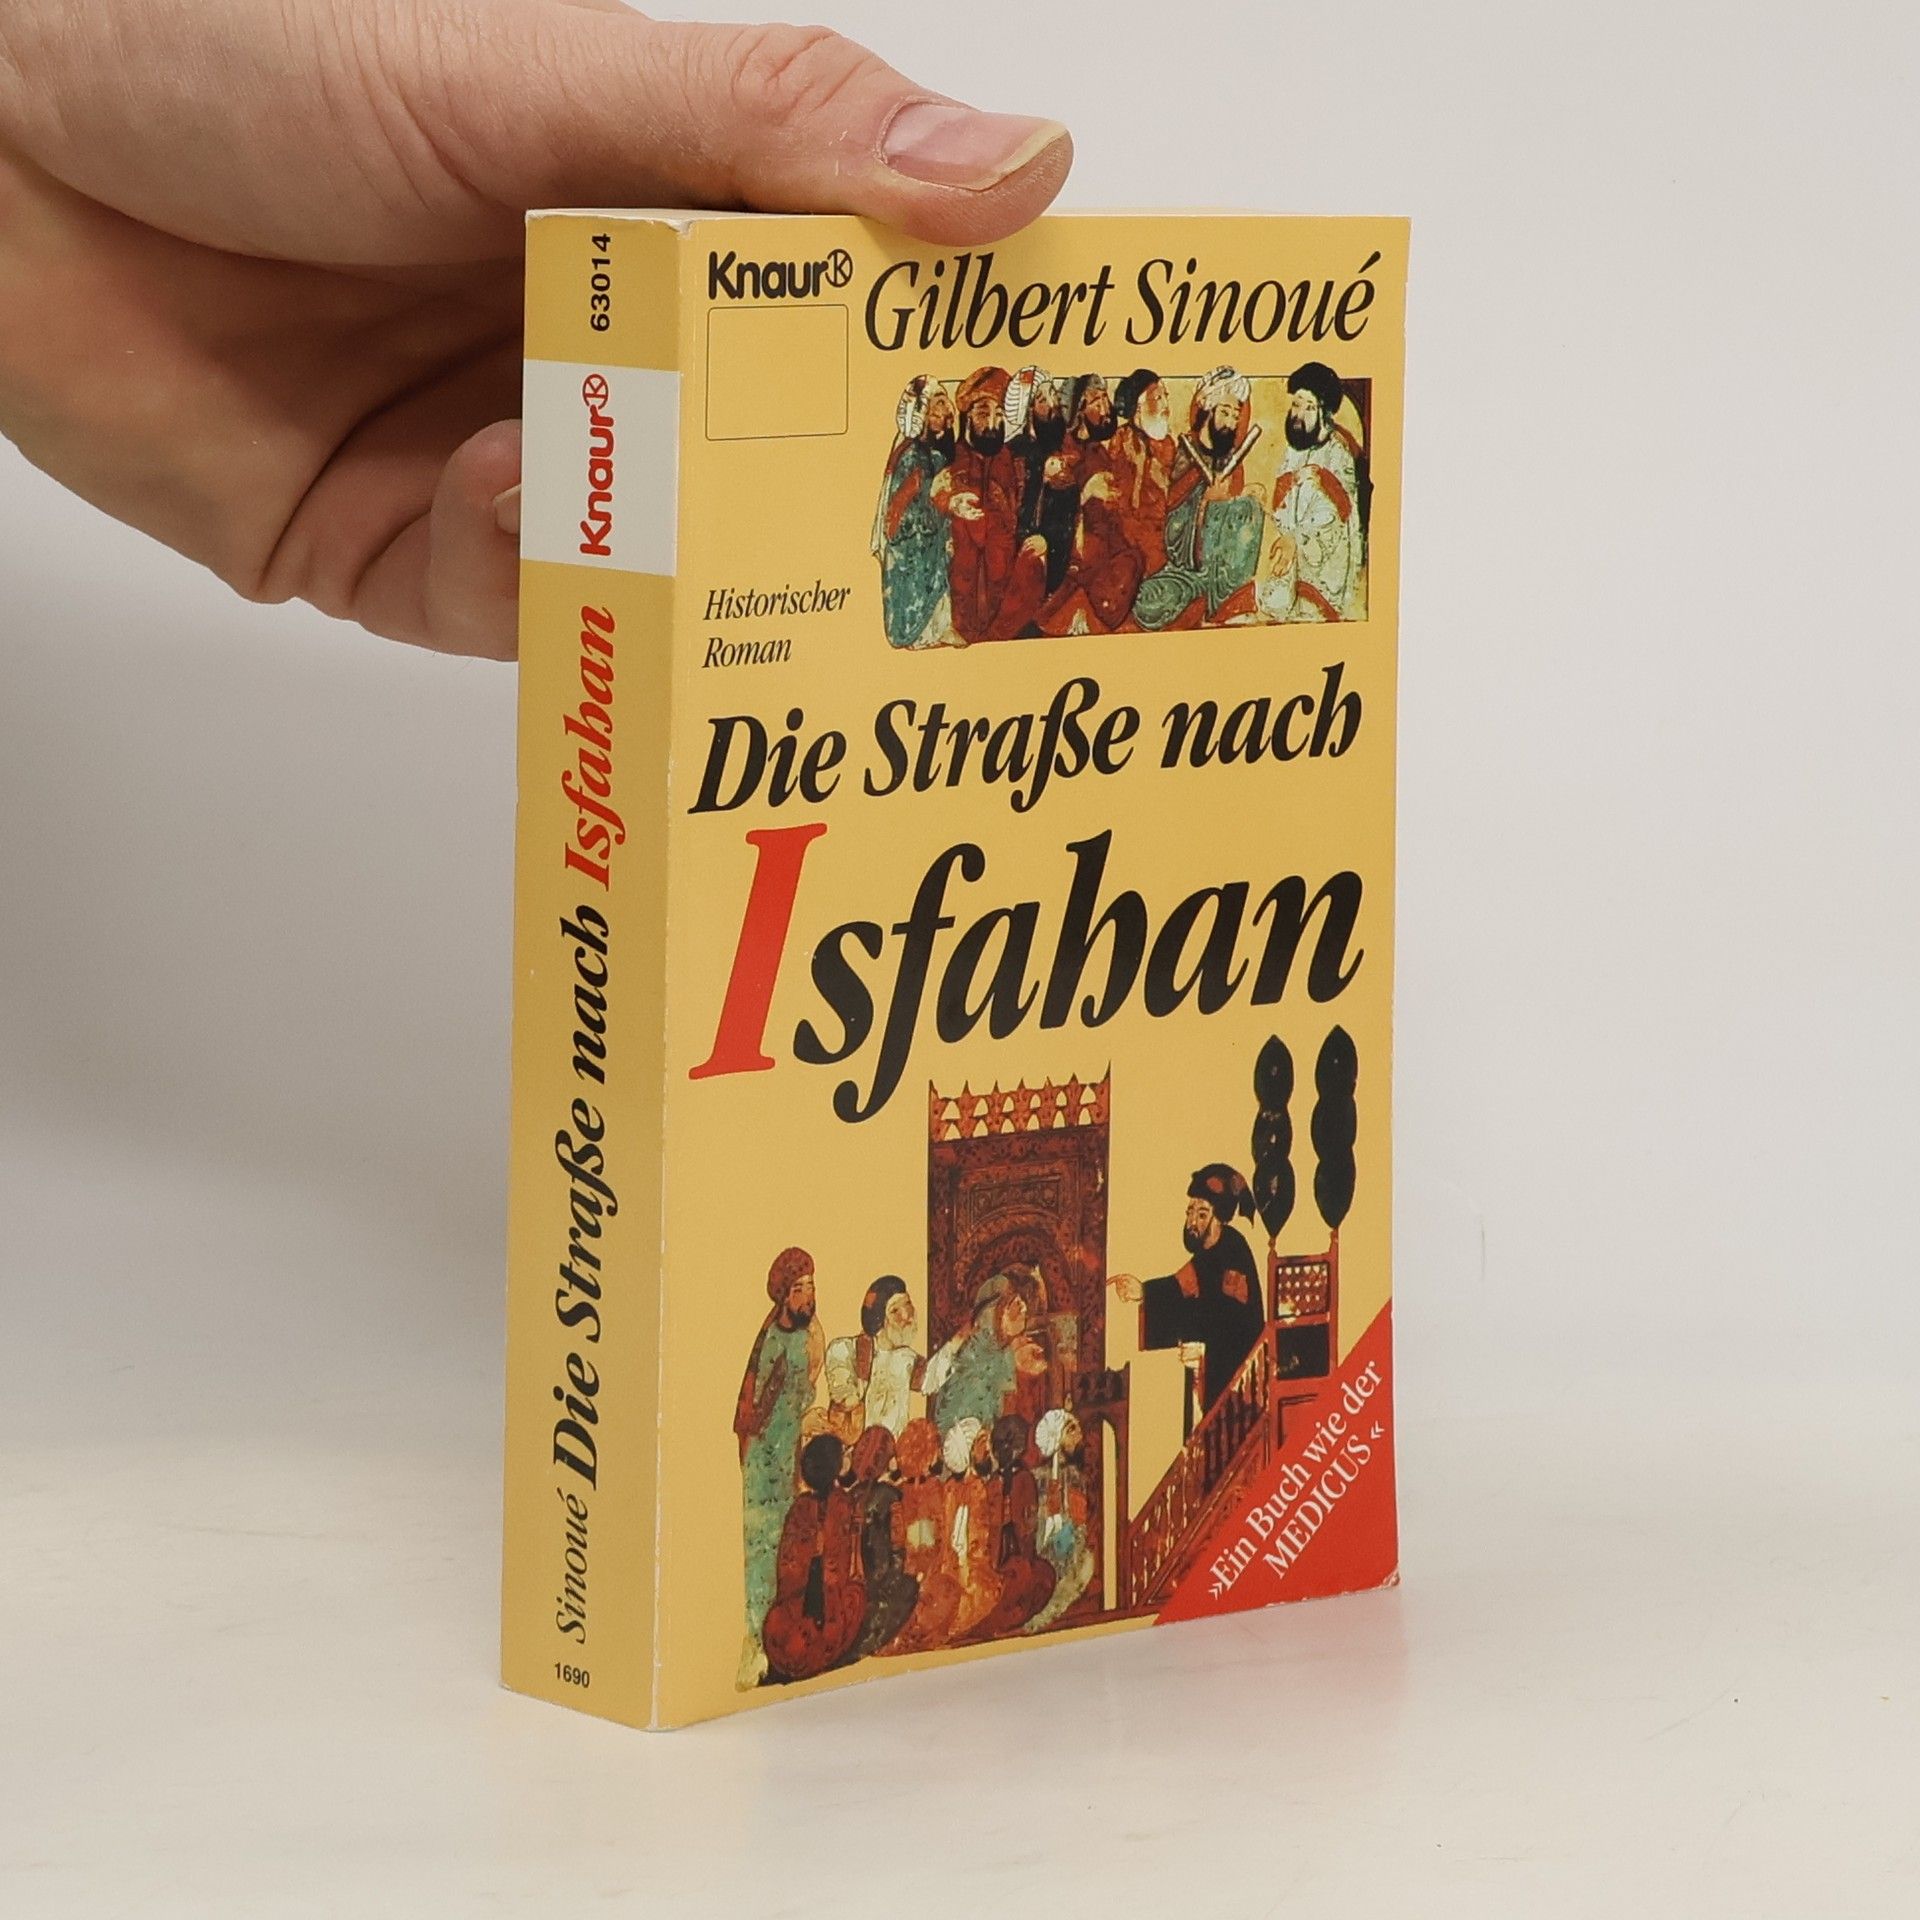 63014
Knaur
Sinoué Die Straße nach Isfahan
1690
Knaur
Gilbert Sinoué
Historischer
Roman
Die Straße nach
Isfahan
»Ein Buch wie der
MEDICUS«